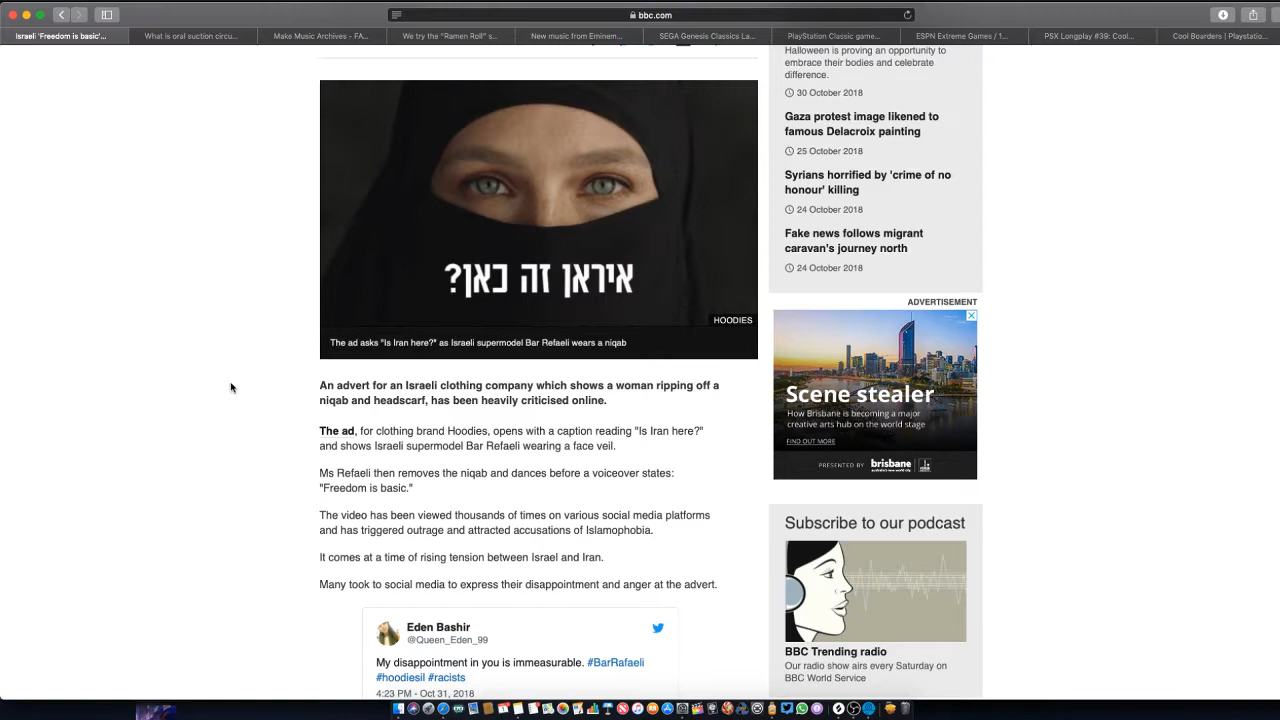 bbc.com
Israeli 'Freedom is basic'...
What is oral suction circu...
Make Music Archives - FA...
We try the "Ramen Roll" s...
New music from Eminem...
SEGA Genesis Classics La...
PlayStation Classic game...
ESPN Extreme Games / 1...
PSX Longplay #39: Cool...
Cool Boarders | Playstatio...
איראן זה כאן?
HOODIES
The ad asks "Is Iran here?" as Israeli supermodel Bar Refaeli wears a niqab
An advert for an Israeli clothing company which shows a woman ripping off a
niqab and headscarf, has been heavily criticised online.
The ad, for clothing brand Hoodies, opens with a caption reading "Is Iran here?"
and shows Israeli supermodel Bar Refaeli wearing a face veil.
Ms Refaeli then removes the niqab and dances before a voiceover states:
"Freedom is basic."
The video has been viewed thousands of times on various social media platforms
and has triggered outrage and attracted accusations of Islamophobia.
It comes at a time of rising tension between Israel and Iran.
Many took to social media to express their disappointment and anger at the advert.
Eden Bashir
@Queen_Eden_99
My disappointment in you is immeasurable. #BarRafaeli
#hoodiesil #racists
4:23 PM - Oct 31, 2018
Halloween is proving an opportunity to
embrace their bodies and celebrate
difference.
30 October 2018
Gaza protest image likened to
famous Delacroix painting
25 October 2018
Syrians horrified by 'crime of no
honour' killing
24 October 2018
Fake news follows migrant
caravan's journey north
24 October 2018
ADVERTISEMENT
Scene stealer
How Brisbane is becoming a major
creative arts hub on the world stage
FIND OUT MORE
PRESENTED BY brisbane
Subscribe to our podcast
BBC Trending radio
Our radio show airs every Saturday on
BBC World Service